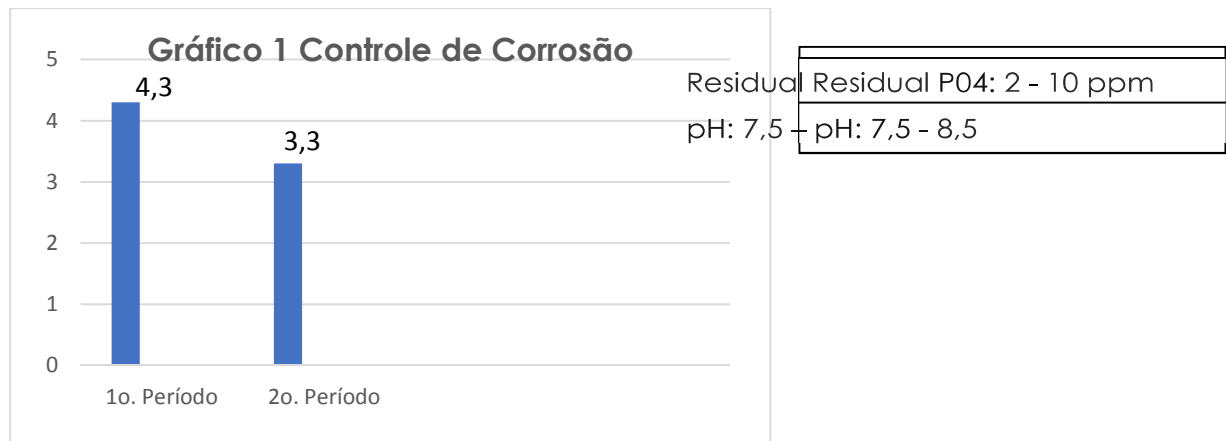 Gráfico 1 Controle de Corrosão
5
4
3
2
1
0
4,3
3,3
1o. Período
2o. Período
Residual Residual P04: 2 - 10 ppm
pH: 7,5 – pH: 7,5 - 8,5